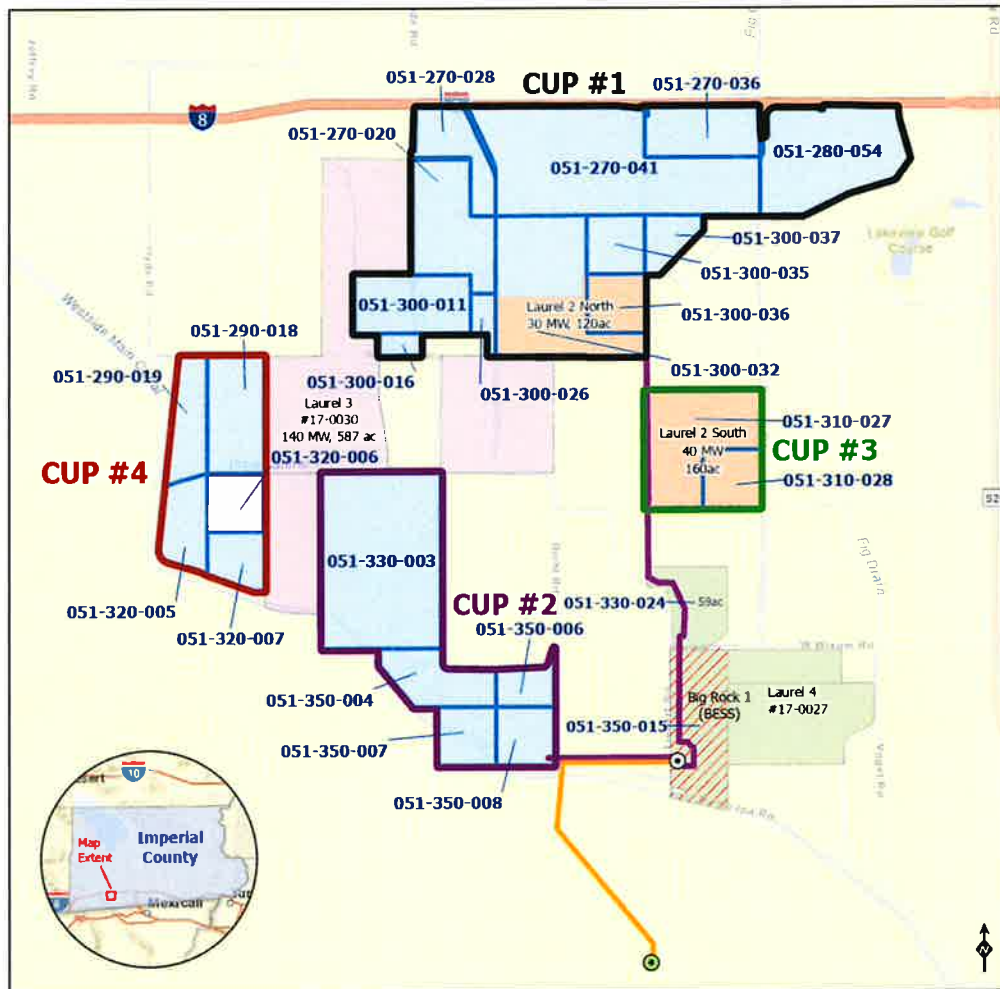 051-270-028
CUP #1
051-270-036
8
051-270-020
051-270-041
051-280-054
051-300-037
Lakeview Golf
Course
051-300-035
051-300-011
Laurel 2 North
30 MW, 120ac
051-300-036
Westside Main Canal
051-290-018
051-290-019
051-300-016
051-300-026
051-300-032
Laurel 3
#17-0030
140 MW, 587 ac
051-310-027
Laurel 2 South
40 MW
160ac
CUP #3
CUP #4
051-320-006
051-310-028
051-330-003
Fig Drain
CUP #2
051-330-024
59ac
051-320-005
051-320-007
051-350-006
W Dixon Rd
051-350-004
Big Rock 1
(BESS)
Laurel 4
#17-0027
051-350-015
051-350-007
051-350-008
Vogel Rd
10
Imperial
County
Map
Extent
Mexicali